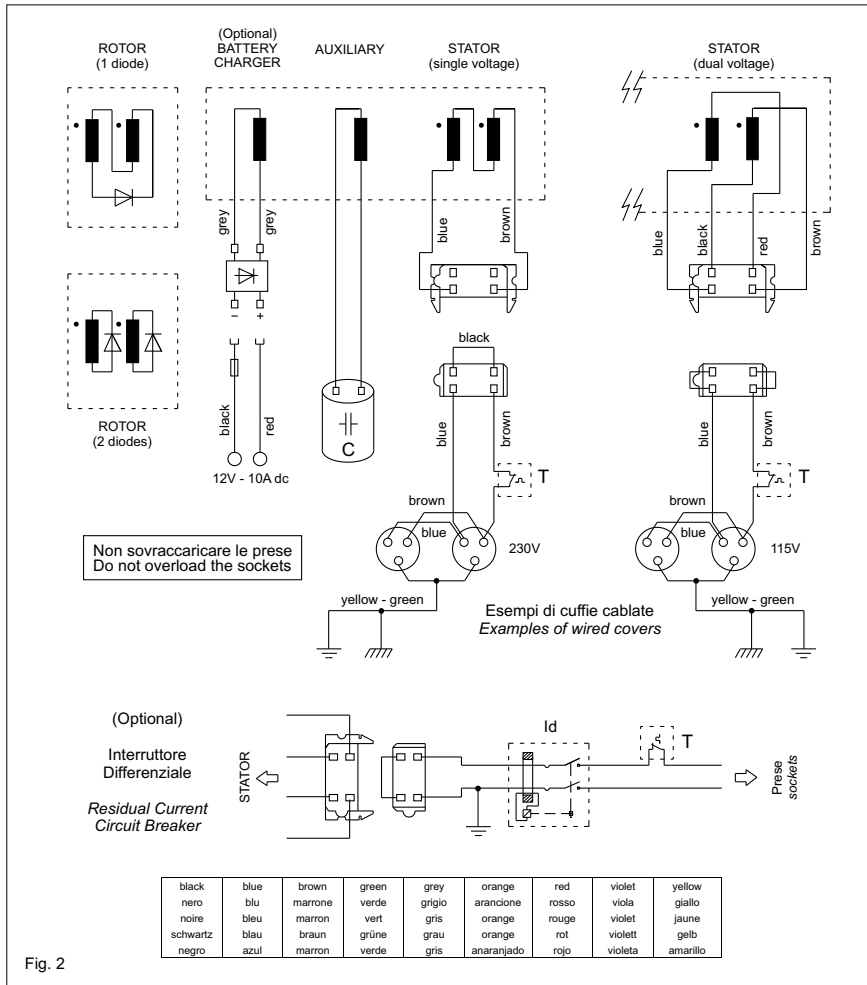 ROTOR
(1 diode)
(Optional)
BATTERY
CHARGER
AUXILIARY
STATOR
(single voltage)
STATOR
(dual voltage)
grey
grey
blue
brown
blue
black
red
brown
–
+
black
red
12V - 10A dc
C
ROTOR
(2 diodes)
black
blue
brown
T
brown
blue
230V
blue
brown
T
brown
blue
115V
Non sovraccaricare le prese
Do not overload the sockets
yellow - green
yellow - green
Esempi di cuffie cablate
Examples of wired covers
(Optional)
Interruttore
Differenziale
Residual Current
Circuit Breaker
STATOR
Id
T
Prese
sockets
black blue brown green grey orange red violet yellow
nero blu marrone verde grigio arancione rosso viola giallo
noire bleu marron vert gris orange rouge violet jaune
schwartz blau braun grüne grau orange rot violett gelb
negro azul marron verde gris anaranjado rojo violeta amarillo
Fig. 2